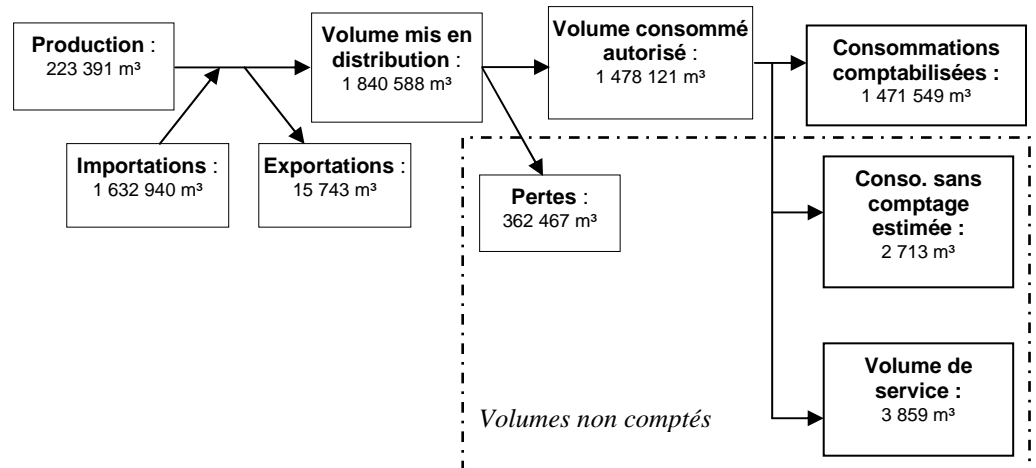 Production :
223 391 m³
Volume mis en
distribution :
1 840 588 m³
Volume consommé
autorisé :
1 478 121 m³
Consommations
comptabilisées :
1 471 549 m³
Importations :
1 632 940 m³
Exportations :
15 743 m³
Pertes :
362 467 m³
Conso. sans
comptage
estimée :
2 713 m³
Volume de
service :
3 859 m³
Volumes non comptés